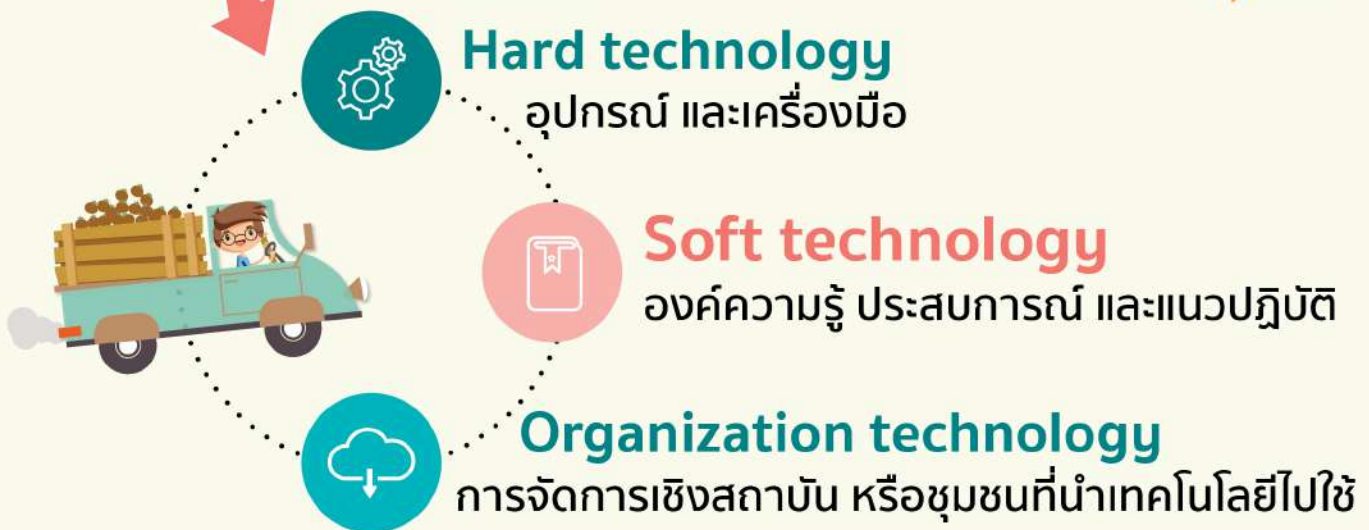 Hard technology
อุปกรณ์ และเครื่องมือ
Soft technology
องค์ความรู้ ประสบการณ์ และแนวปฏิบัติ
Organization technology
การจัดการเชิงสถาบัน หรือชุมชนที่นำเทคโนโลยีไปใช้